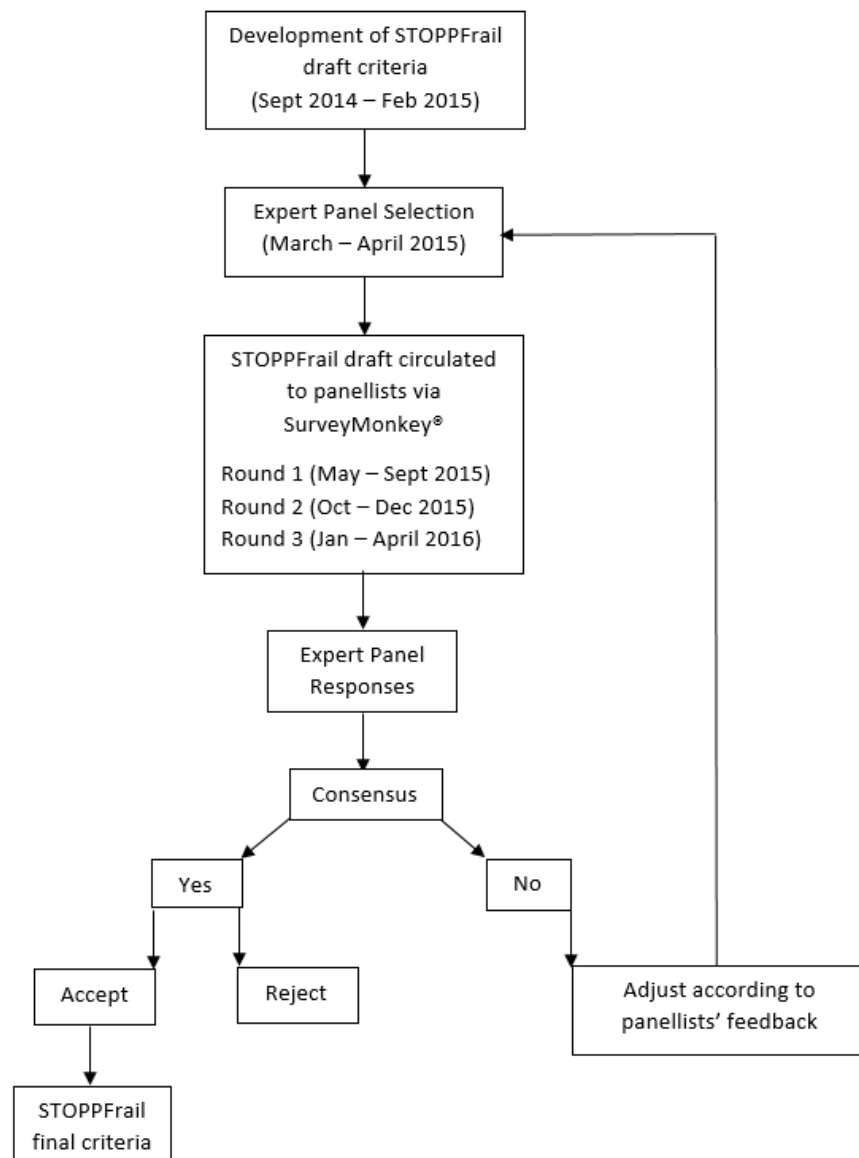 Development of STOPPFrail
draft criteria
(Sept 2014 – Feb 2015)
Expert Panel Selection
(March – April 2015)
STOPPFrail draft circulated
to panellists via
SurveyMonkey®
Round 1 (May – Sept 2015)
Round 2 (Oct – Dec 2015)
Round 3 (Jan – April 2016)
Expert Panel
Responses
Consensus
Yes
No
Accept
Reject
Adjust according to
panellists’ feedback
STOPPFrail
final criteria